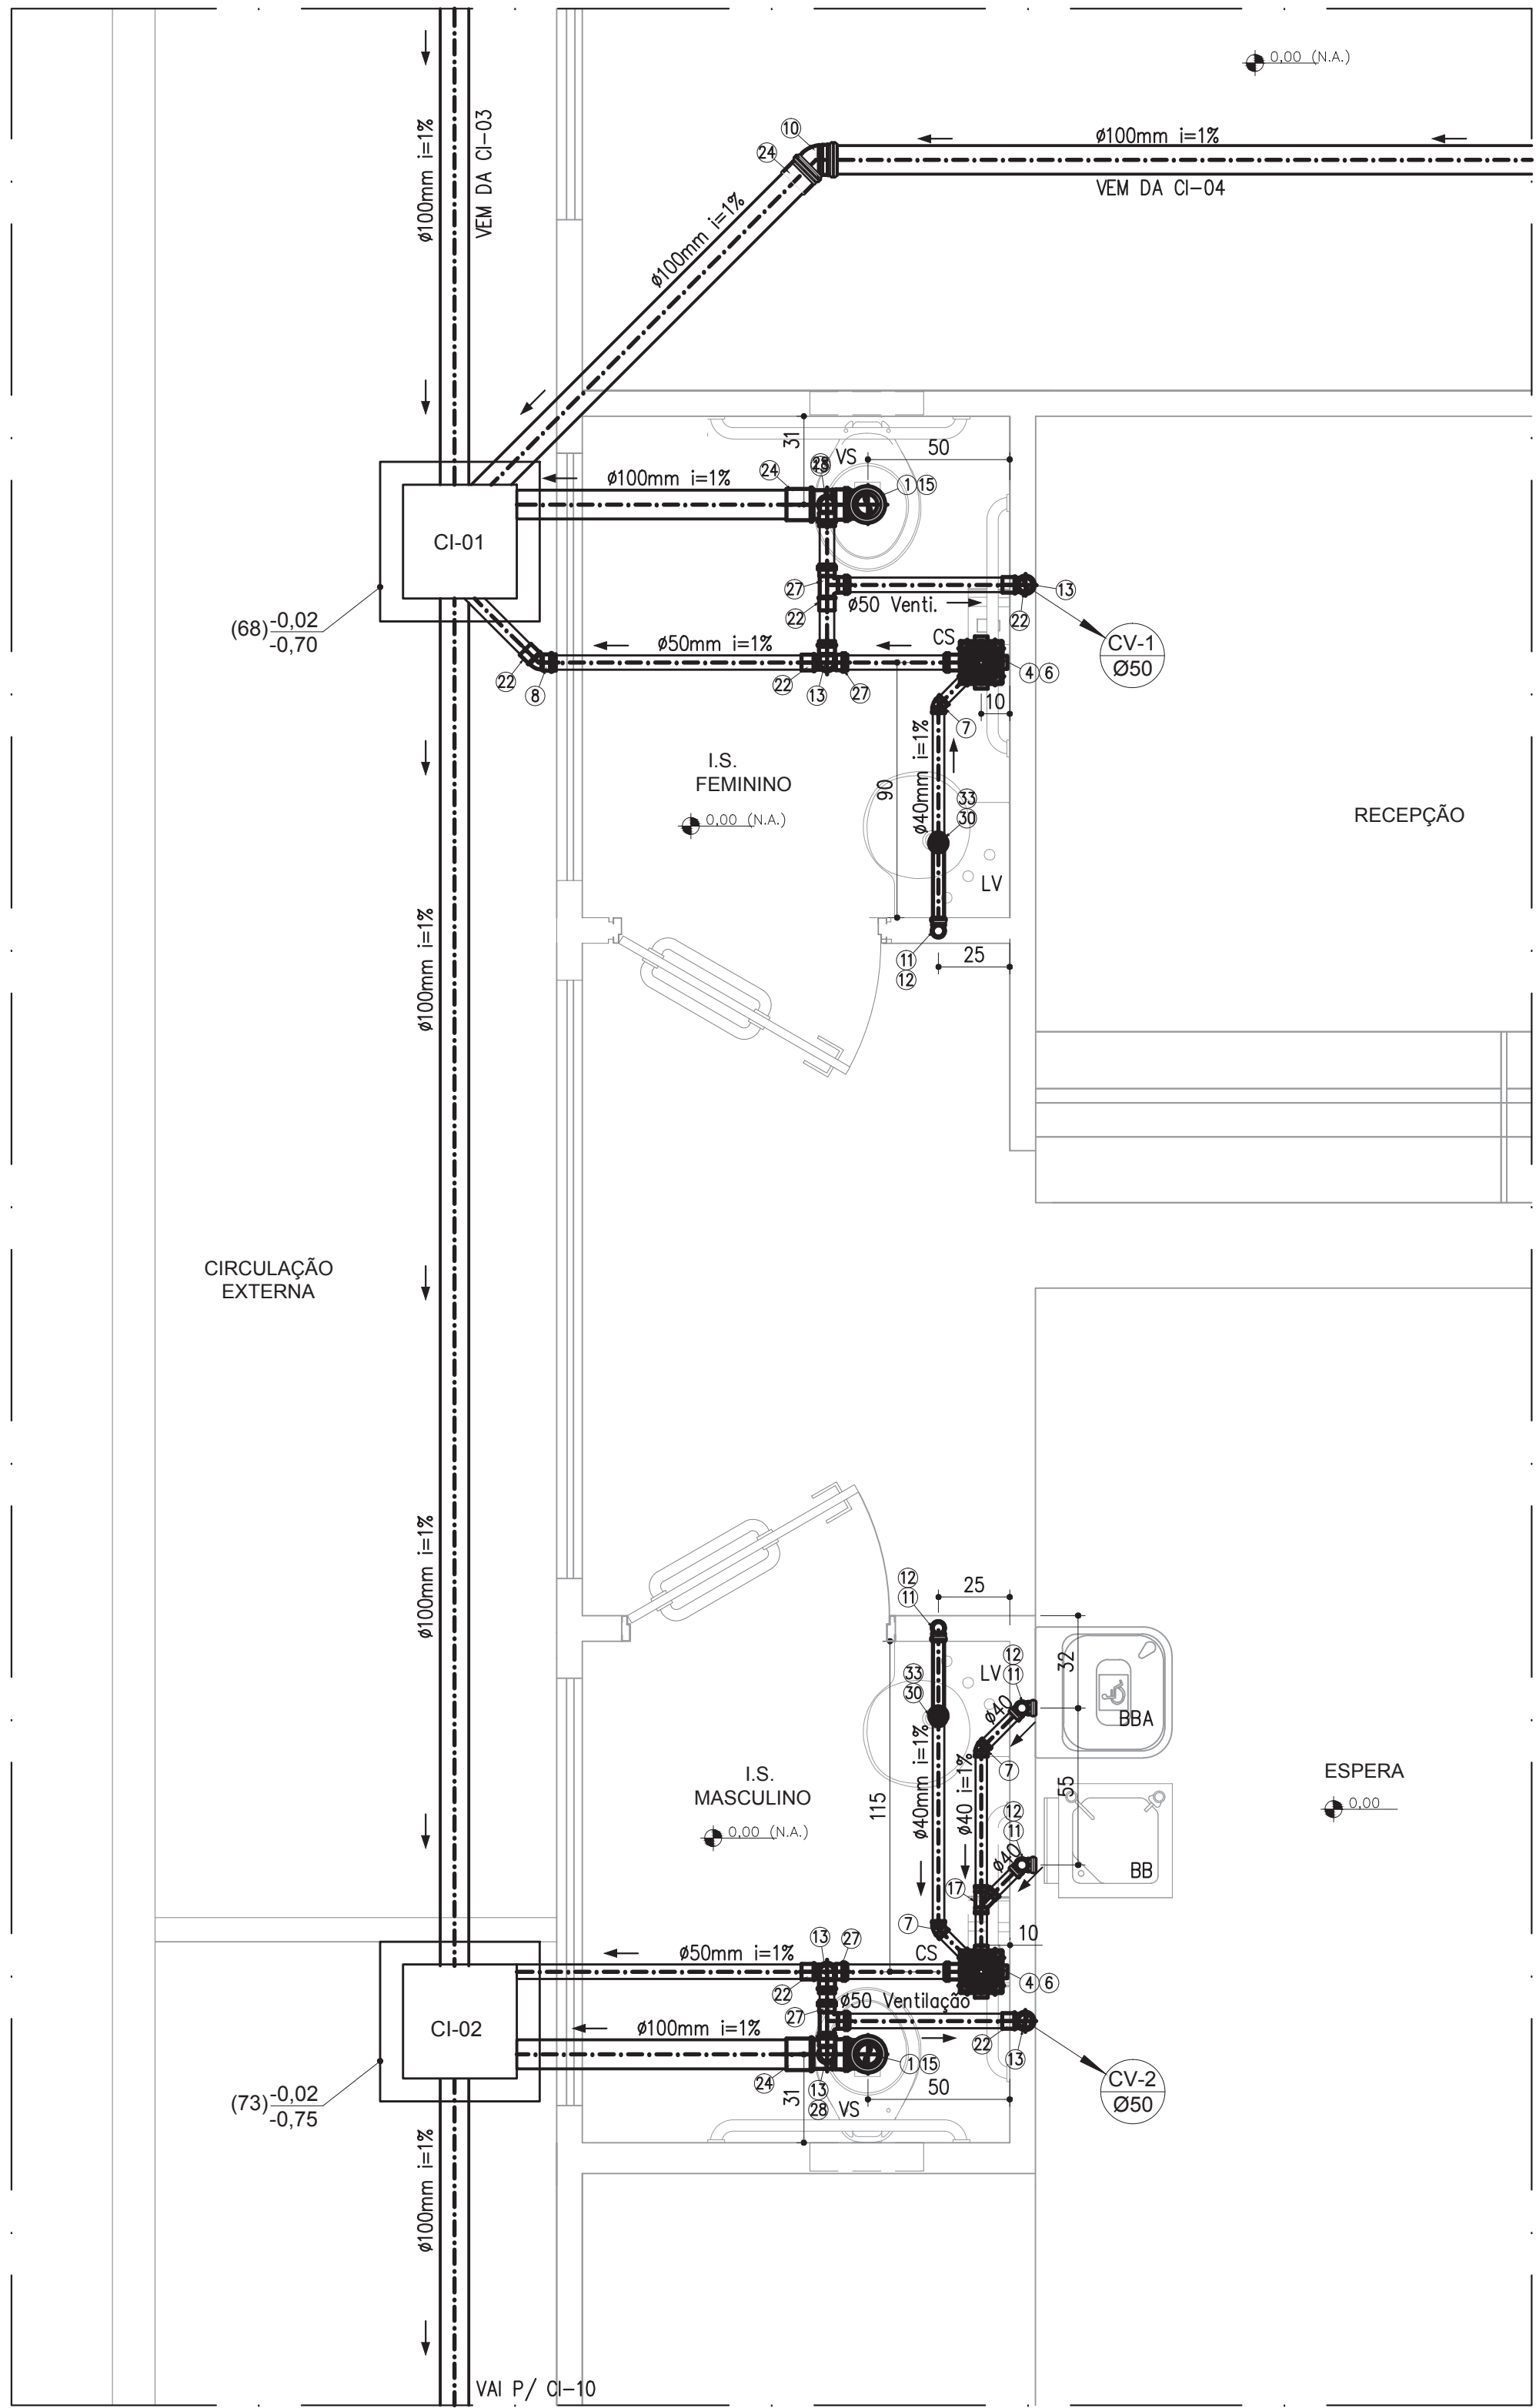 0,00 (N.A.)
ø100mm i=1%
VEM DA CI-03
10
24
ø100mm i=1%
VEM DA CI-04
ø100mm i=1%
31
VS
50
24
28
ø100mm i=1%
1
15
CI-01
27
13
ø50 Venti.
22
22
(68)
-0,02
-0,70
CV-1
Ø50
ø50mm i=1%
CS
4
6
22
8
22
13
27
10
7
ø40mm i=1%
90
I.S.
FEMININO
0,00 (N.A.)
33
30
RECEPÇÃO
LV
11
12
25
ø100mm i=1%
CIRCULAÇÃO
EXTERNA
ø100mm i=1%
12
11
25
32
12
11
LV
33
30
ø40
BBA
7
I.S.
MASCULINO
0,00 (N.A.)
115
ø40mm i=1%
ø40 i=1%
55
12
11
ø40
BB
ESPERA
0,00
17
7
10
13
27
ø50mm i=1%
CS
4
6
22
27
ø50 Ventilação
CI-02
ø100mm i=1%
22
13
1
15
24
13
28
VS
31
50
(73)
-0,02
-0,75
CV-2
Ø50
ø100mm i=1%
VAI P/ CI-10